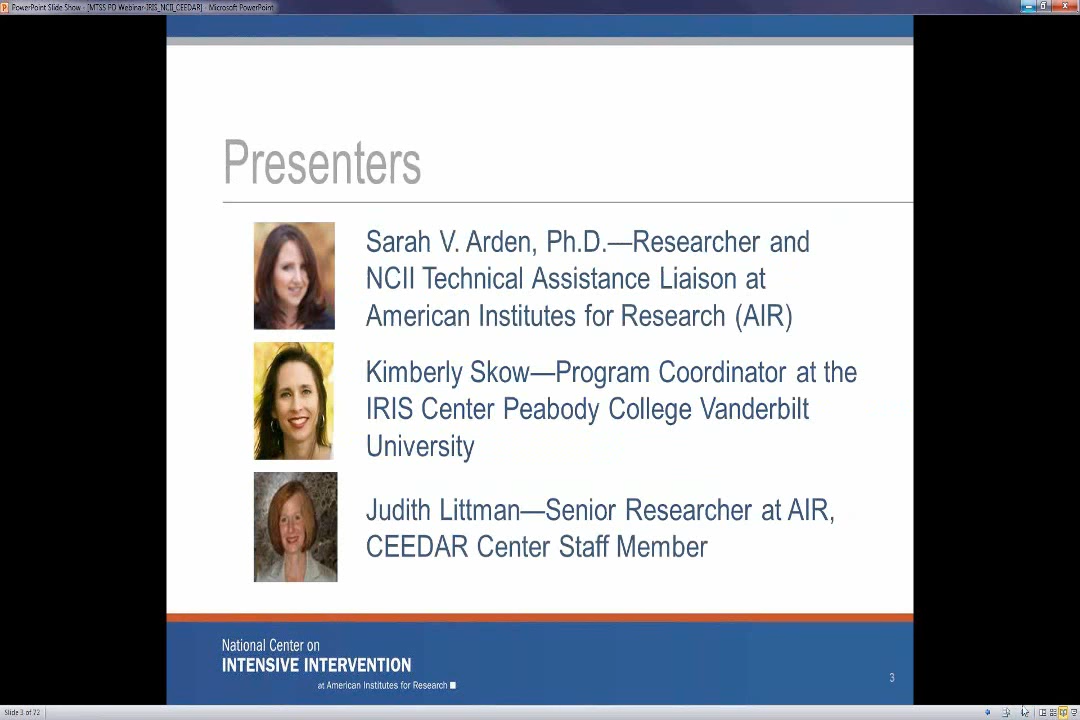 PowerPoint Slide Show - [MTSS PD Webinar-IRIS_NCII_CEEDAR] - Microsoft PowerPoint
Presenters
Sarah V. Arden, Ph.D.—Researcher and
NCII Technical Assistance Liaison at
American Institutes for Research (AIR)
Kimberly Skow—Program Coordinator at the
IRIS Center Peabody College Vanderbilt
University
Judith Littman—Senior Researcher at AIR,
CEEDAR Center Staff Member
National Center on
INTENSIVE INTERVENTION
at American Institutes for Research
3
Slide 3 of 72